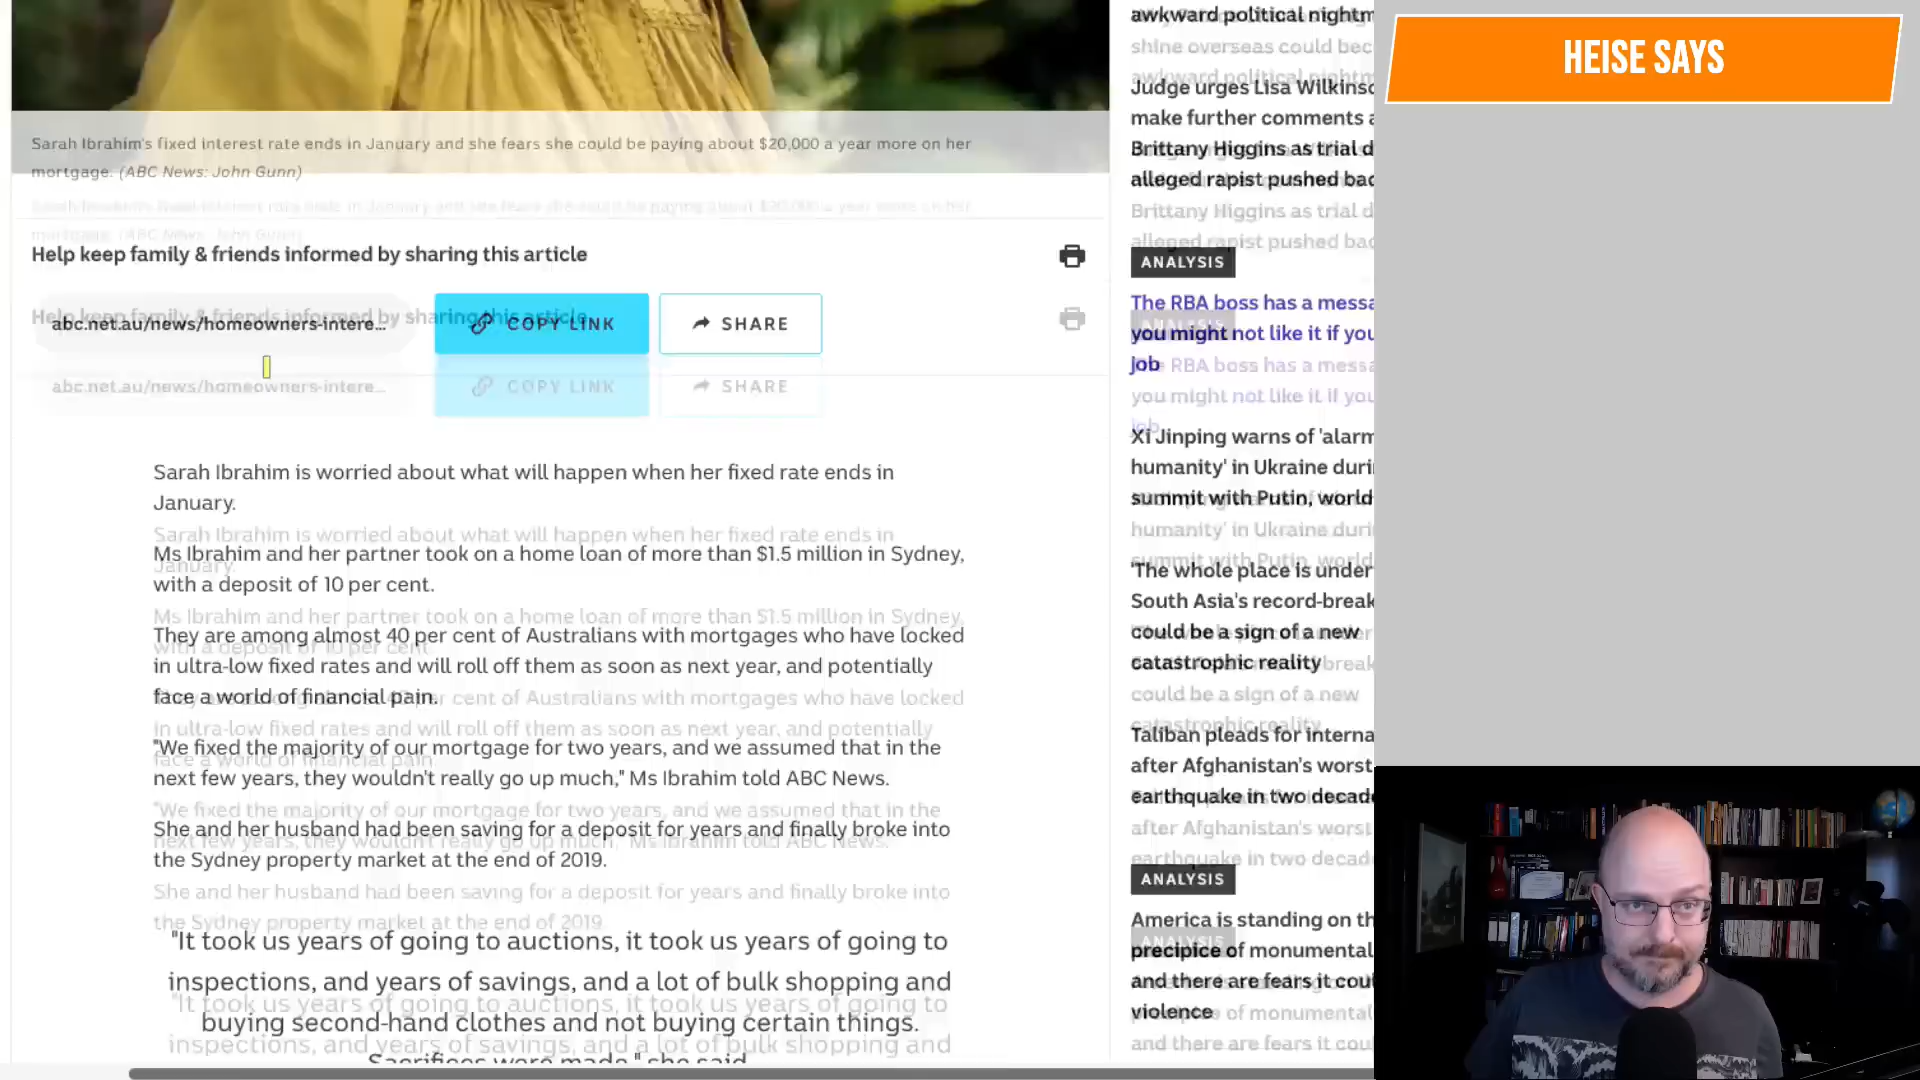 HEISE SAYS
Sarah Ibrahim's fixed interest rate ends in January and she fears she could be paying about $20,000 a year more on her
mortgage. (ABC News: John Gunn)
Help keep family & friends informed by sharing this article
abc.net.au/news/homeowners-intere...
COPY LINK
SHARE
Sarah Ibrahim is worried about what will happen when her fixed rate ends in
January.
Ms Ibrahim and her partner took on a home loan of more than $1.5 million in Sydney,
with a deposit of 10 per cent.
They are among almost 40 per cent of Australians with mortgages who have locked
in ultra-low fixed rates and will roll off them as soon as next year, and potentially
face a world of financial pain.
"We fixed the majority of our mortgage for two years, and we assumed that in the
next few years, they wouldn't really go up much," Ms Ibrahim told ABC News.
She and her husband had been saving for a deposit for years and finally broke into
the Sydney property market at the end of 2019.
"It took us years of going to auctions, it took us years of going to
inspections, and years of savings, and a lot of bulk shopping and
buying second-hand clothes and not buying certain things.
Sacrifices were made," she said
awkward political nightm
Judge urges Lisa Wilkinso
make further comments a
Brittany Higgins as trial d
alleged rapist pushed bac
ANALYSIS
The RBA boss has a messa
you might not like it if you
job
Xi Jinping warns of 'alarm
humanity' in Ukraine duri
summit with Putin, world
'The whole place is under
South Asia's record-break
could be a sign of a new
catastrophic reality
Taliban pleads for interna
after Afghanistan's worst
earthquake in two decade
ANALYSIS
America is standing on th
precipice of monumental
and there are fears it coul
violence